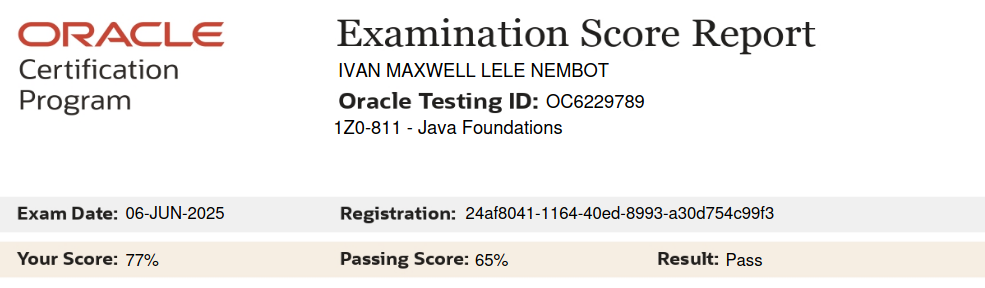 ORACLE
Certification
Program
Examination Score Report
IVAN MAXWELL LELE NEMBOT
Oracle Testing ID: OC6229789
1Z0-811 - Java Foundations
Exam Date: 06-JUN-2025 Registration: 24af8041-1164-40ed-8993-a30d754c99f3
Your Score: 77% Passing Score: 65% Result: Pass